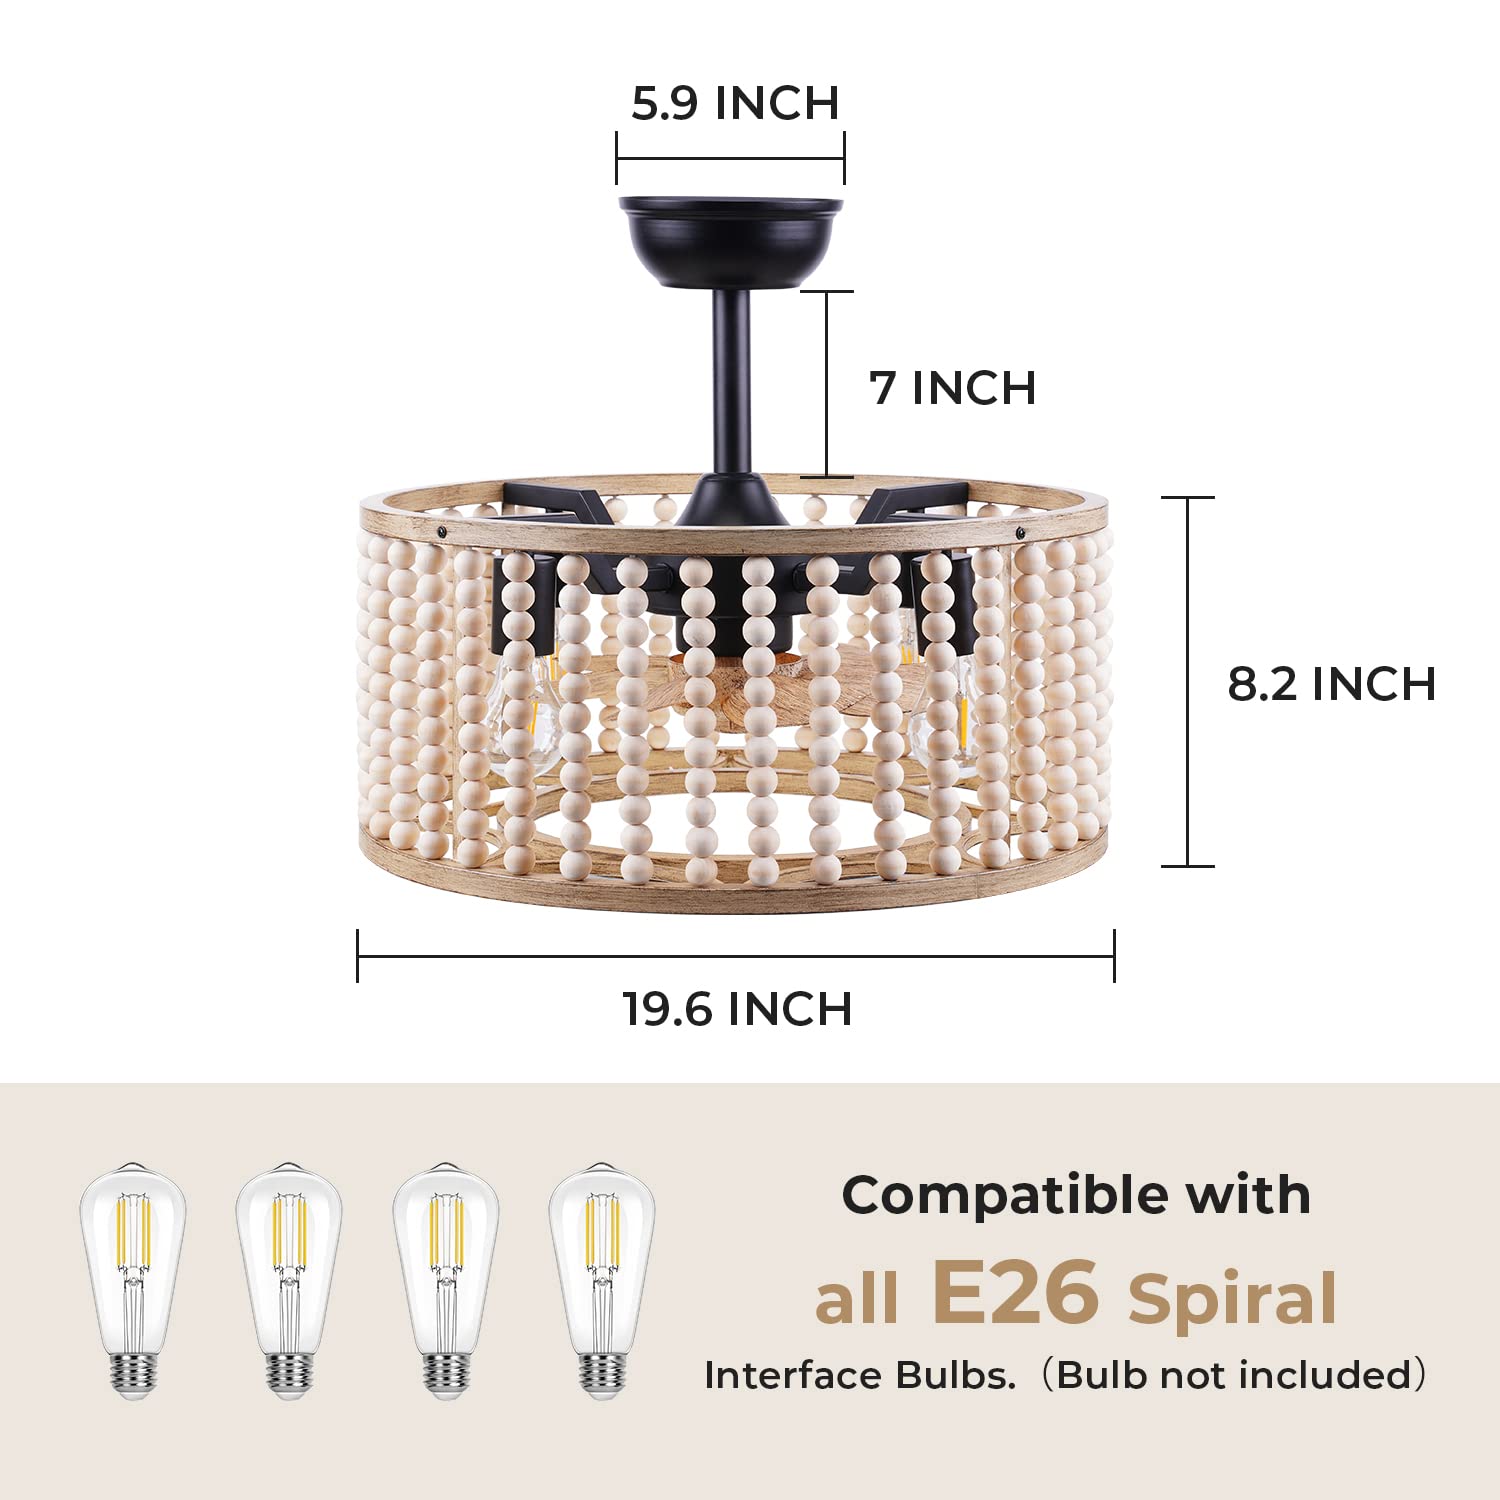 5.9 INCH
7 INCH
8.2 INCH
19.6 INCH
Compatible with
all E26 Spiral
Interface Bulbs.（Bulb not included）